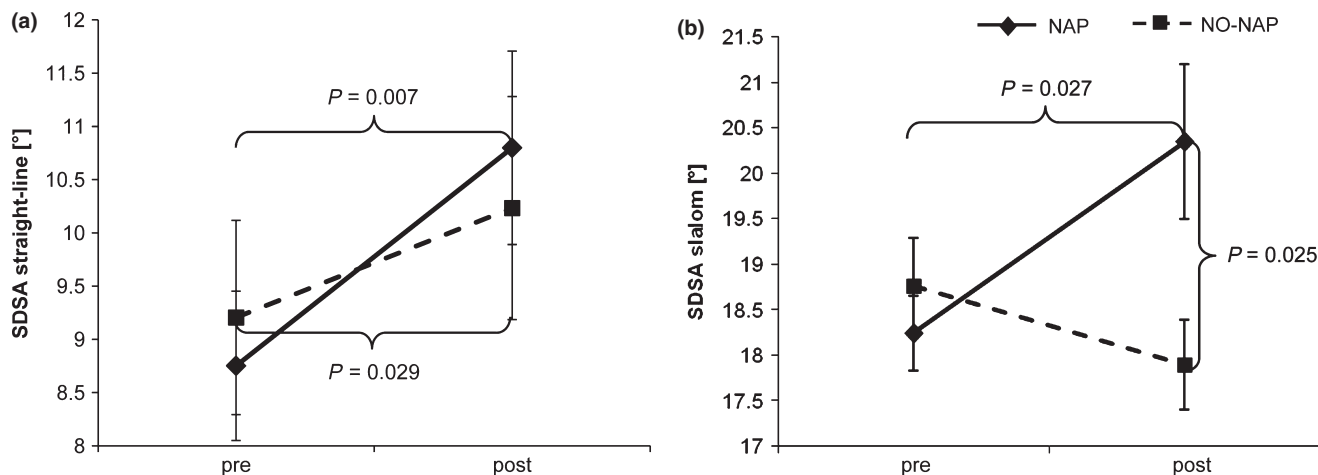 (a)
SDSA straight-line [°]
12
11.5
11
10.5
10
9.5
9
8.5
8
P = 0.007
P = 0.029
pre
post
(b)
NAP
NO-NAP
SDSA slalom [°]
21.5
21
20.5
20
19.5
19
18.5
18
17.5
17
P = 0.027
P = 0.025
pre
post